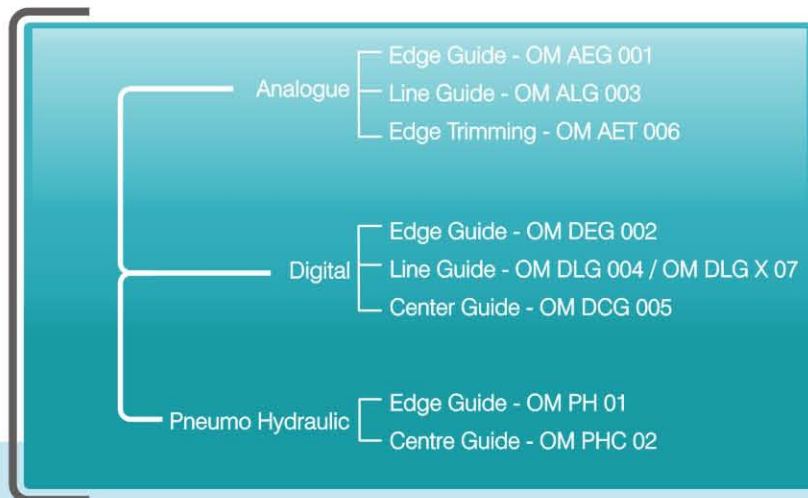 Analogue
Edge Guide - OM AEG 001
Line Guide - OM ALG 003
Edge Trimming - OM AET 006
Digital
Edge Guide - OM DEG 002
Line Guide - OM DLG 004 / OM DLG X 07
Center Guide - OM DCG 005
Pneumo Hydraulic
Edge Guide - OM PH 01
Centre Guide - OM PHC 02